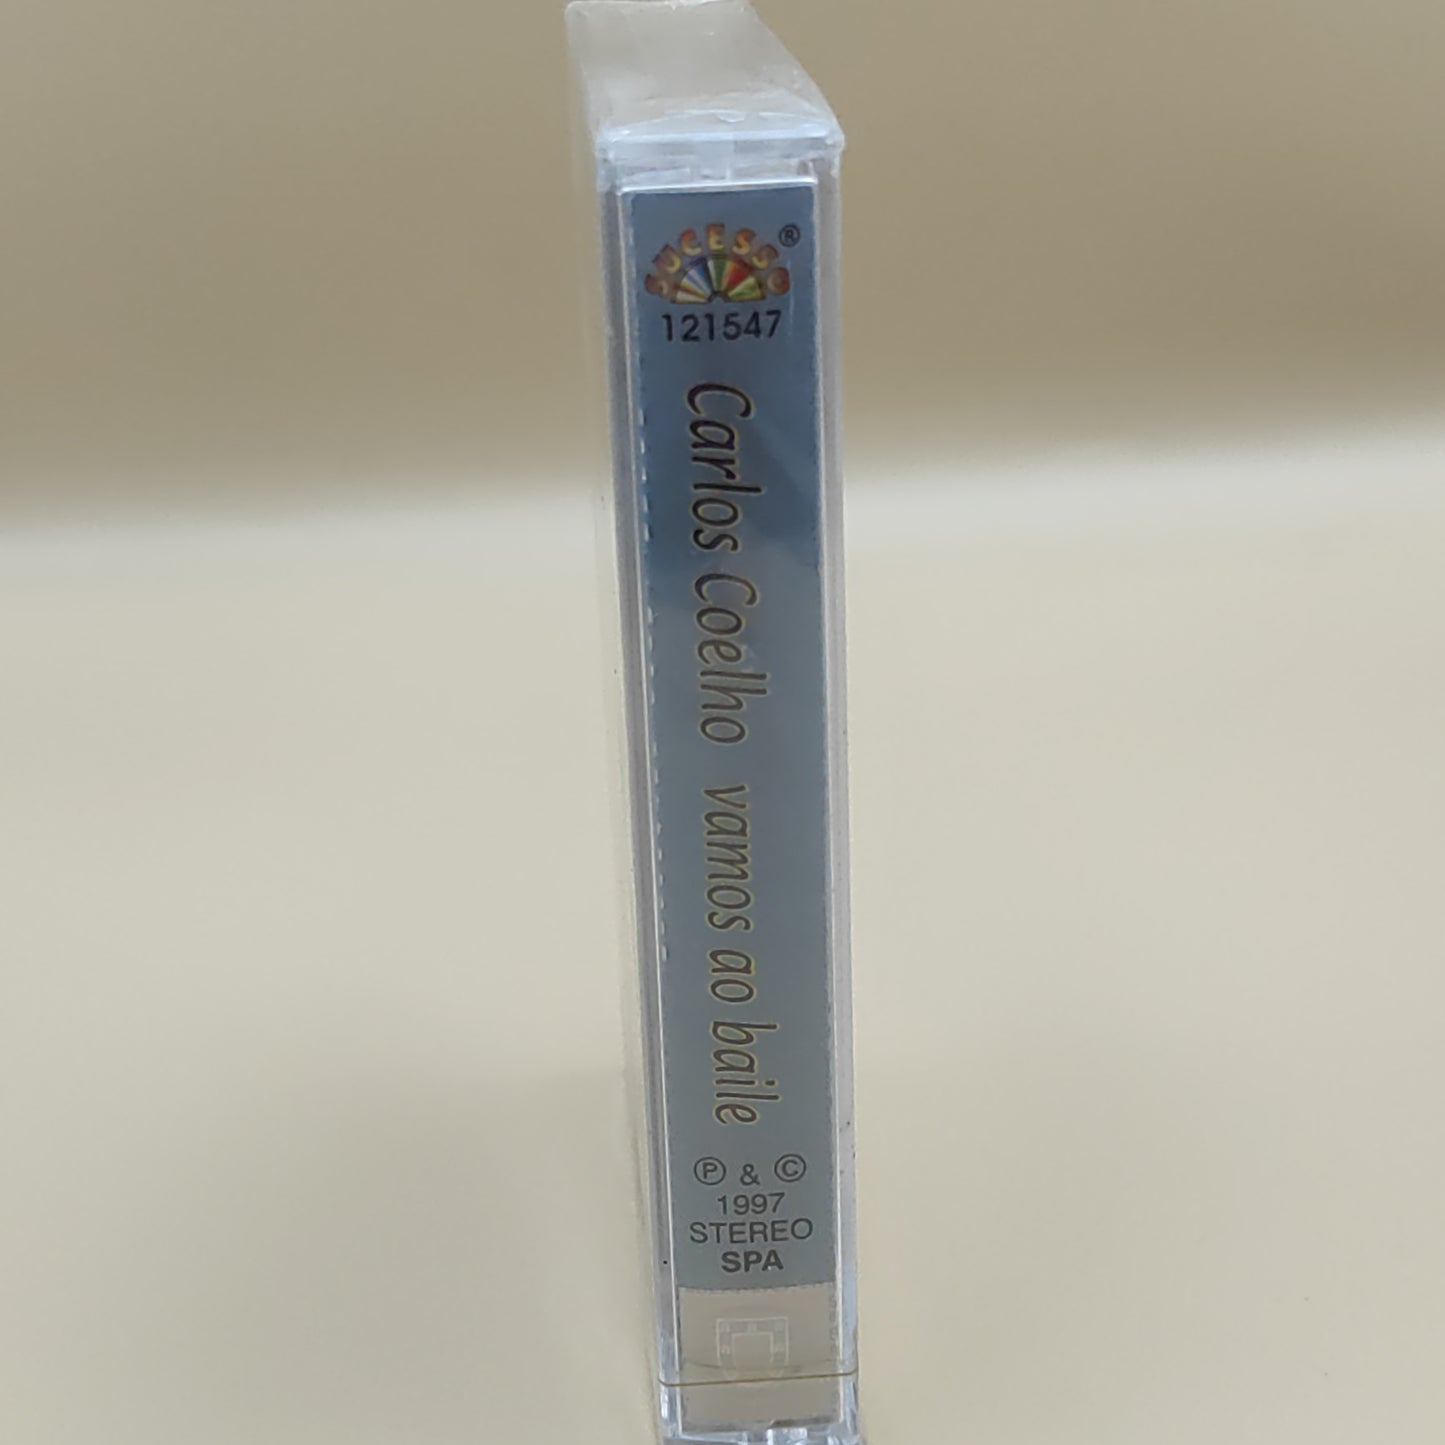 SUCESSO ®
121547
Carlos Coelho vamos ao baile
Ⓟ & ©
1997
STEREO
SPA